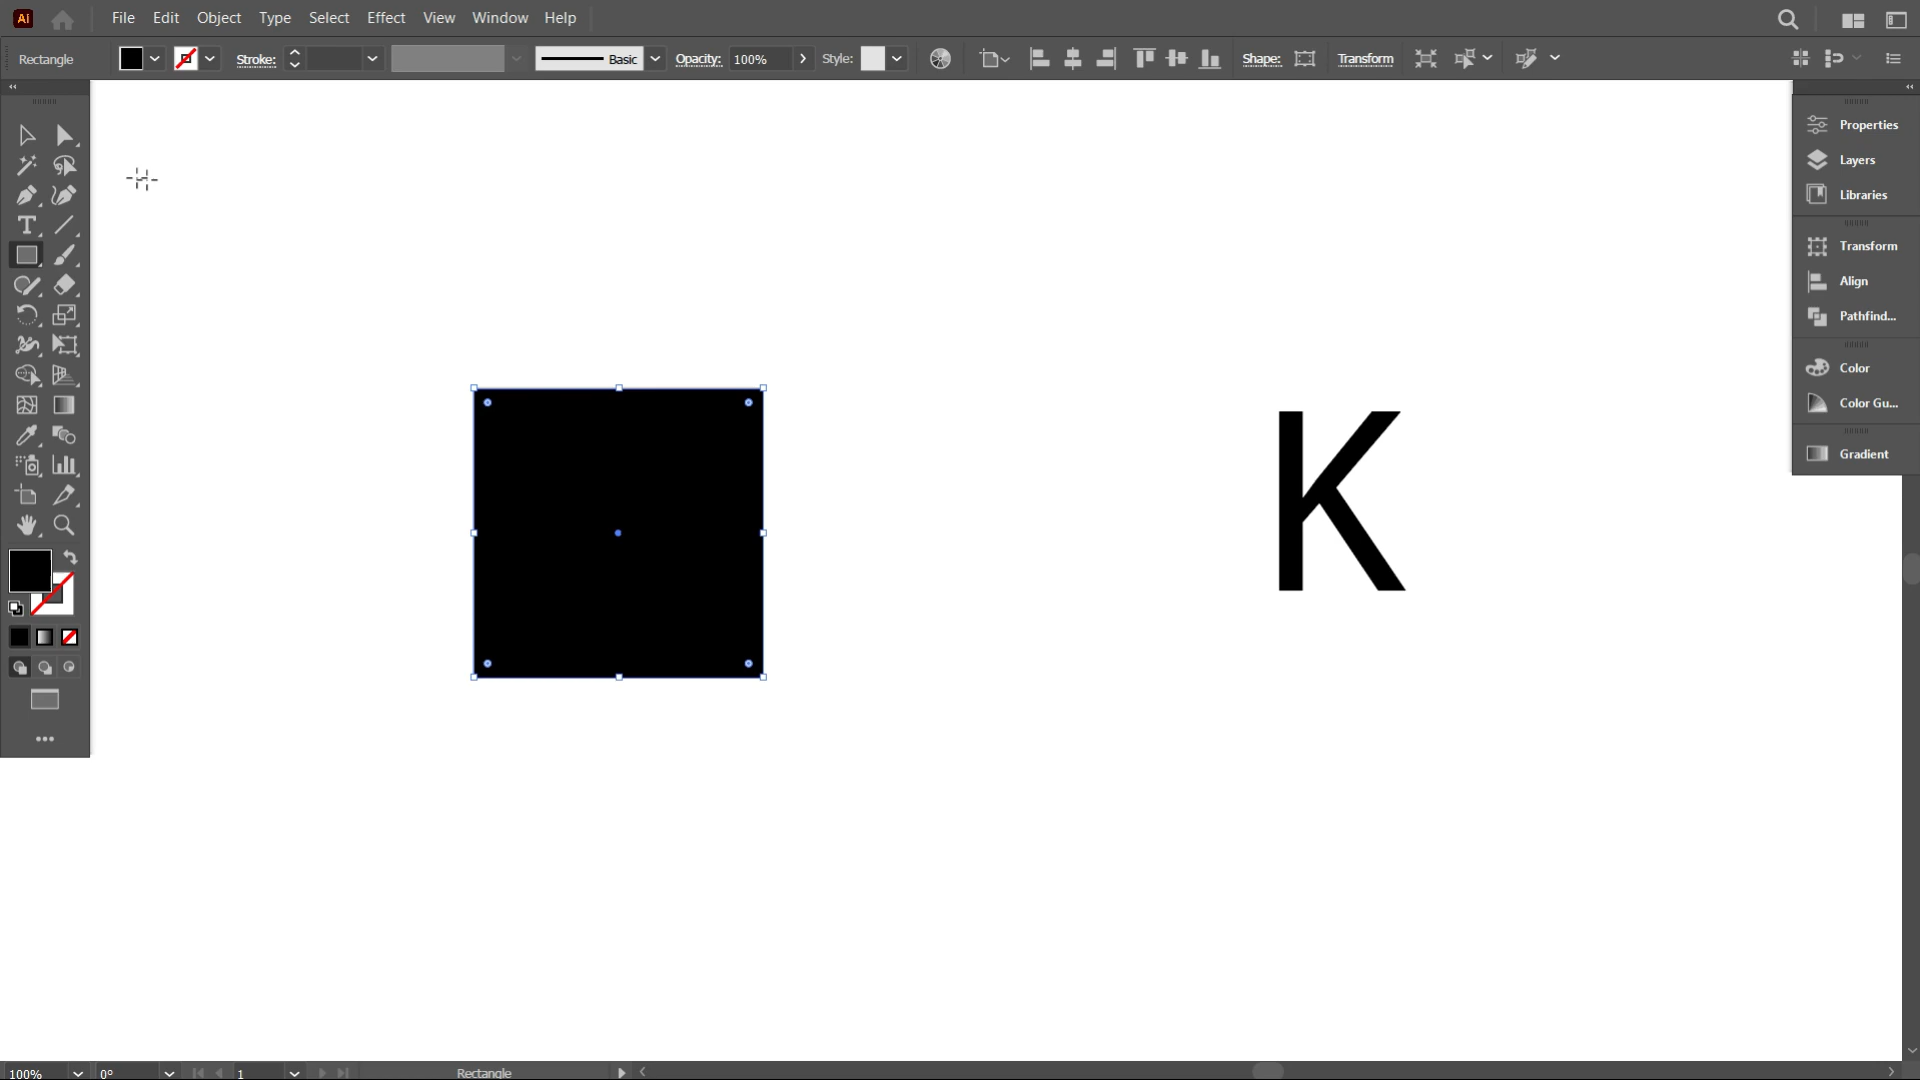 Ai File Edit Object Type Select Effect View Window Help
Rectangle Stroke: Basic Opacity: 100% Style: Shape: Transform
Properties
Layers
Libraries
Transform
Align
Pathfind...
Color
Color Gu...
Gradient
T
K
100% 0° 1 Rectangle